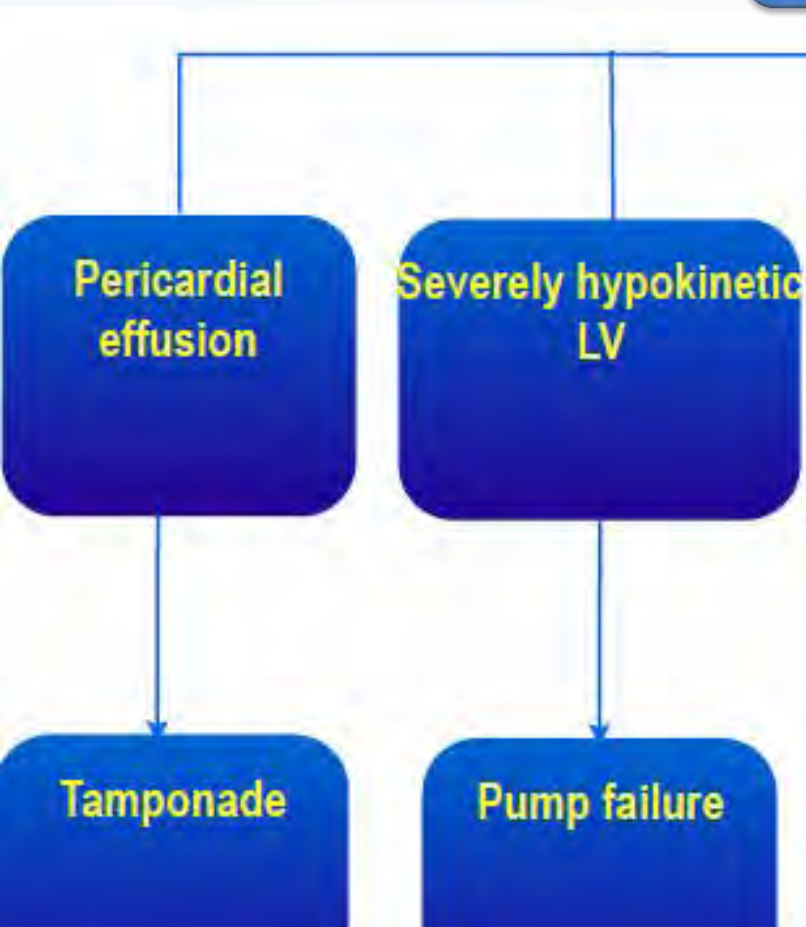 Pericardial
effusion
Severely hypokinetic
LV
Tamponade
Pump failure